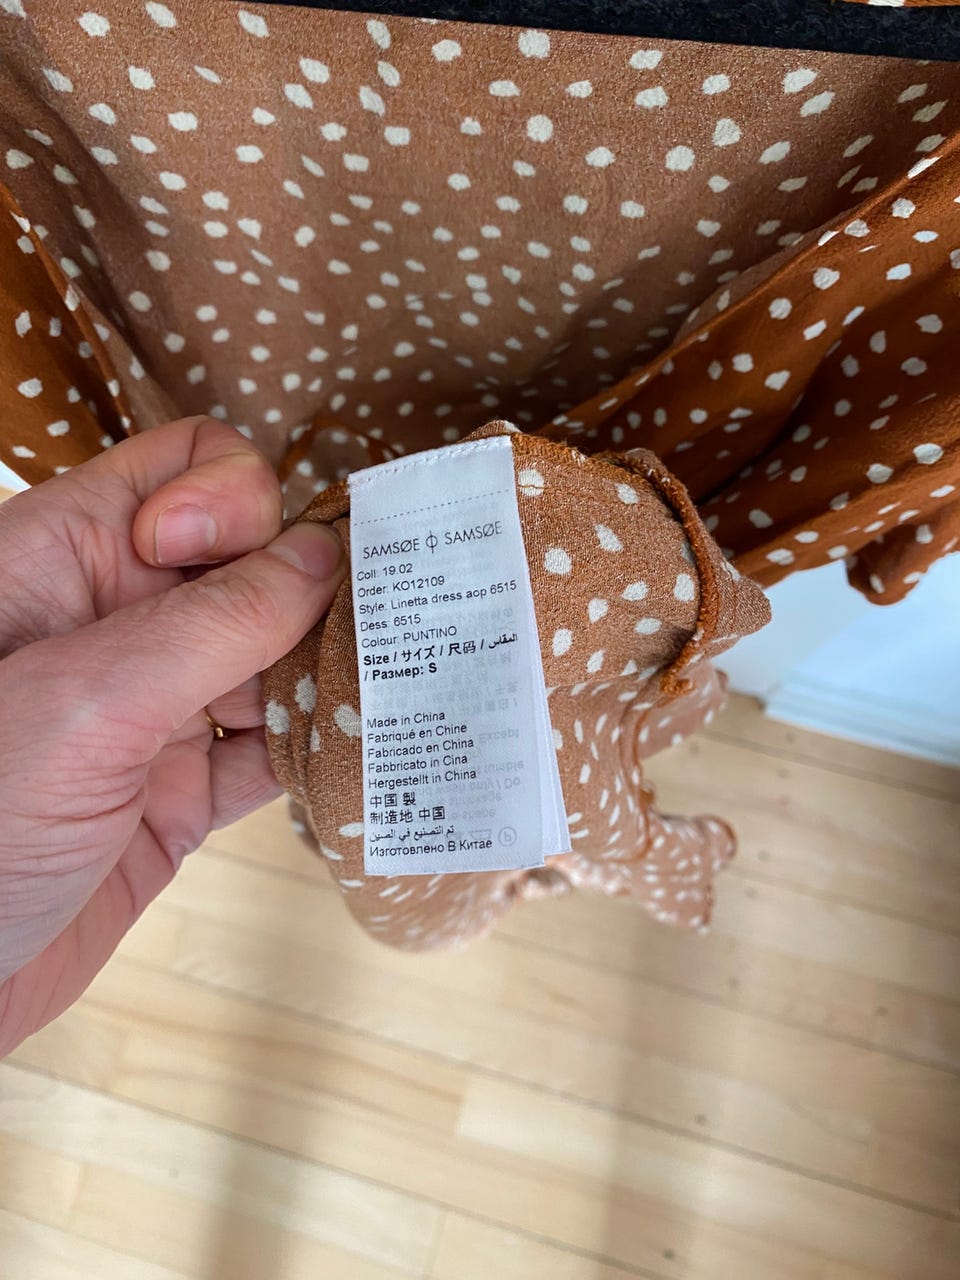 SAMSØE ϕ SAMSØE
Coll: 19.02
Order: KO12109
Style: Linetta dress aop 6515
Dess: 6515
Colour: PUNTINO
Size / サイズ / 尺码 / المقاس
/ Размер: S
Made in China
Fabriqué en Chine
Fabricado en China
Fabbricato in Cina
Hergestellt in China
中国 製
制造地 中国
تم التصنيع في الصين
Изготовлено В Китае